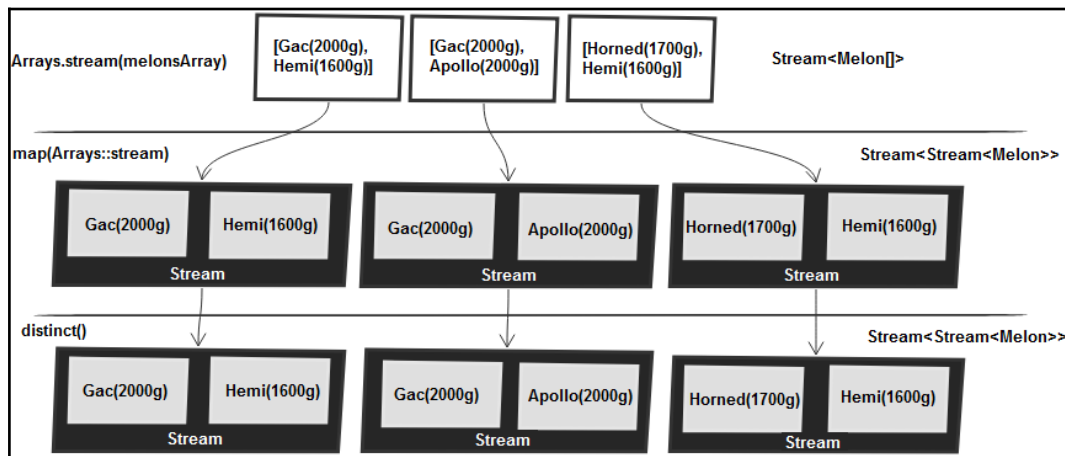 Arrays.stream(melonsArray)
[Gac(2000g),
Hemi(1600g)]
[Gac(2000g),
Apollo(2000g)]
[Horned(1700g),
Hemi(1600g)]
Stream<Melon[]>
map(Arrays::stream)
Stream<Stream<Melon>>
Gac(2000g)
Hemi(1600g)
Stream
Gac(2000g)
Apollo(2000g)
Stream
Horned(1700g)
Hemi(1600g)
Stream
distinct()
Stream<Stream<Melon>>
Gac(2000g)
Hemi(1600g)
Stream
Gac(2000g)
Apollo(2000g)
Stream
Horned(1700g)
Hemi(1600g)
Stream